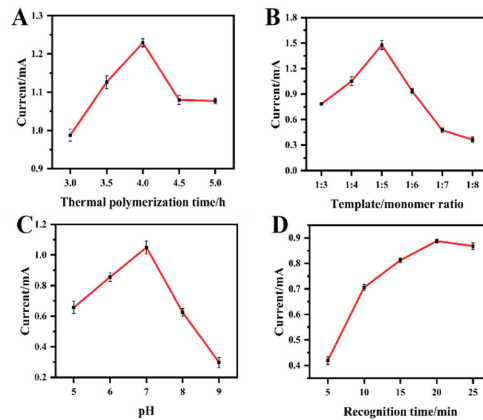 A
1.3
1.2
1.1
1.0
0.9
Current/mA
3.0 3.5 4.0 4.5 5.0
Thermal polymerization time/h
B
1.8
1.5
1.2
0.9
0.6
0.3
0.0
Current/mA
1:3 1:4 1:5 1:6 1:7 1:8
Template/monomer ratio
C
1.2
1.0
0.8
0.6
0.4
0.2
Current/mA
5 6 7 8 9
pH
D
0.9
0.8
0.7
0.6
0.5
0.4
Current/mA
5 10 15 20 25
Recognition time/min